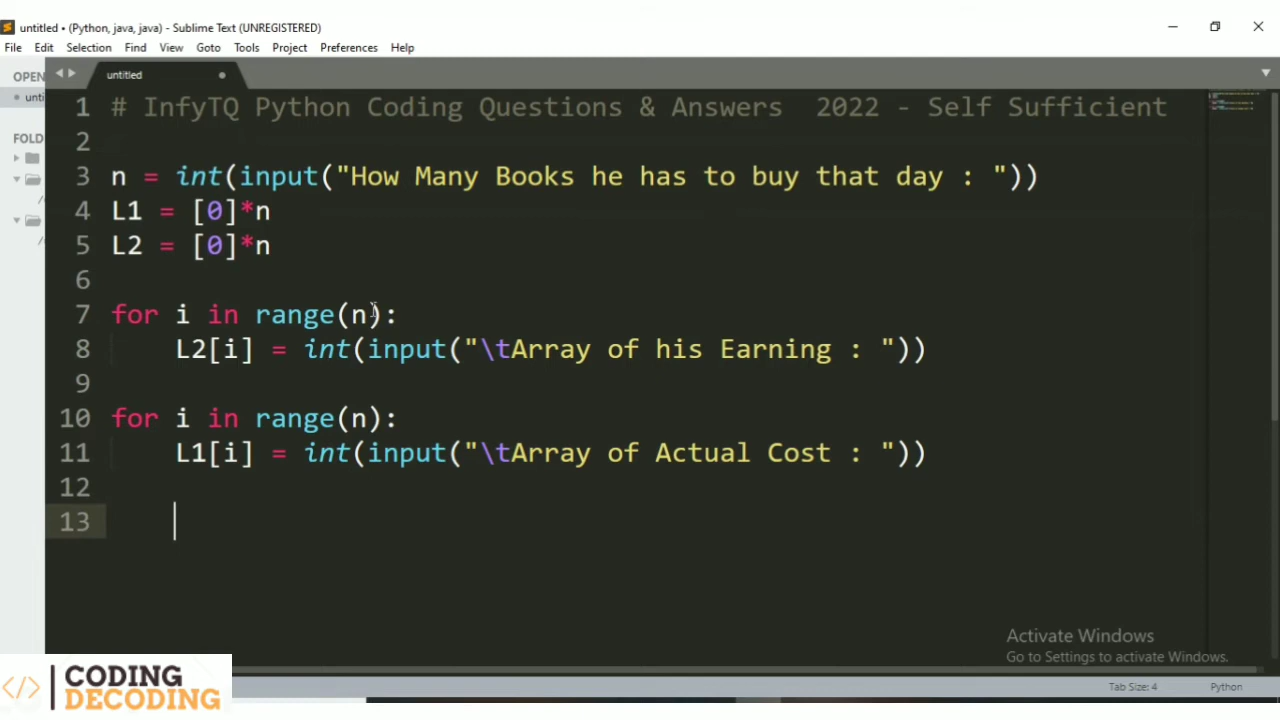 untitled • (Python, java, java) - Sublime Text (UNREGISTERED)
File Edit Selection Find View Goto Tools Project Preferences Help
OPEN
untitled
unti
FOLD
1 # InfyTQ Python Coding Questions & Answers  2022 - Self Sufficient
2
3 n = int(input("How Many Books he has to buy that day : "))
4 L1 = [0]*n
5 L2 = [0]*n
6
7 for i in range(n):
8     L2[i] = int(input("\tArray of his Earning : "))
9
10 for i in range(n):
11     L1[i] = int(input("\tArray of Actual Cost : "))
12
13
Activate Windows
Go to Settings to activate Windows.
</> CODING
DECODING
Tab Size: 4 Python